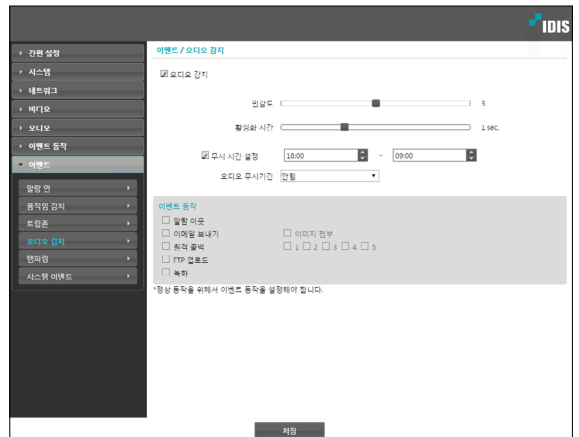 IDIS
간편 설정
시스템
네트워크
비디오
오디오
이벤트 동작
이벤트
알람 인
움직임 감지
트립존
오디오 감지
탬퍼링
시스템 이벤트
이벤트 / 오디오 감지
오디오 감지
민감도 3
활성화 시간 1 sec.
무시 시간 설정 18:00 ~ 09:00
오디오 무시기간 안함
이벤트 동작
알람 아웃
이메일 보내기 이미지 첨부
원격 콜백 1 2 3 4 5
FTP 업로드
녹화
*정상 동작을 위해서 이벤트 동작을 설정해야 합니다.
저장